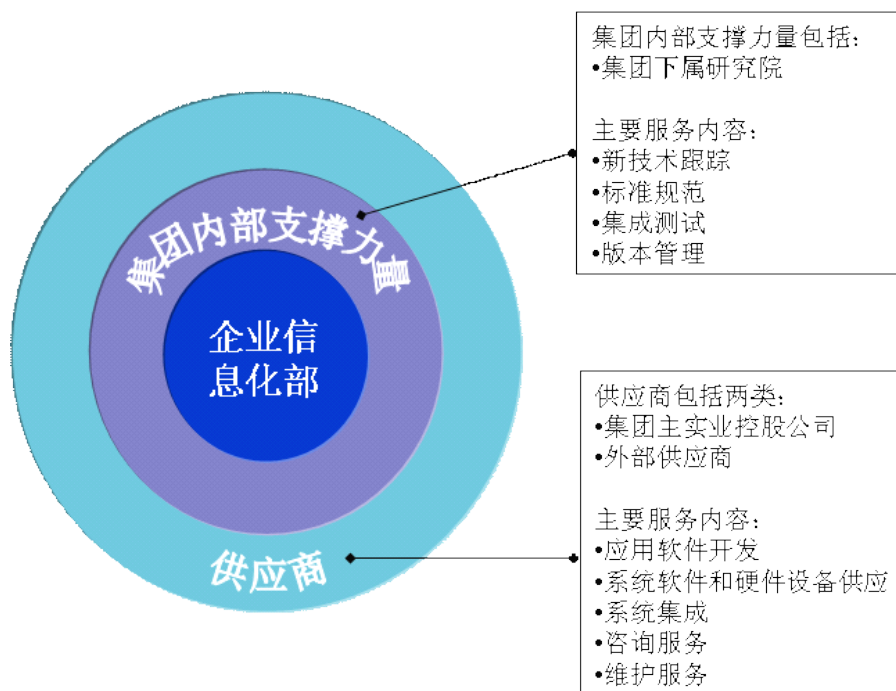 集团内部支撑力量包括：
•集团下属研究院
主要服务内容：
•新技术跟踪
•标准规范
•集成测试
•版本管理
集团内部支撑力量
企业信
息化部
供应商
供应商包括两类：
•集团主实业控股公司
•外部供应商
主要服务内容：
•应用软件开发
•系统软件和硬件设备供应
•系统集成
•咨询服务
•维护服务